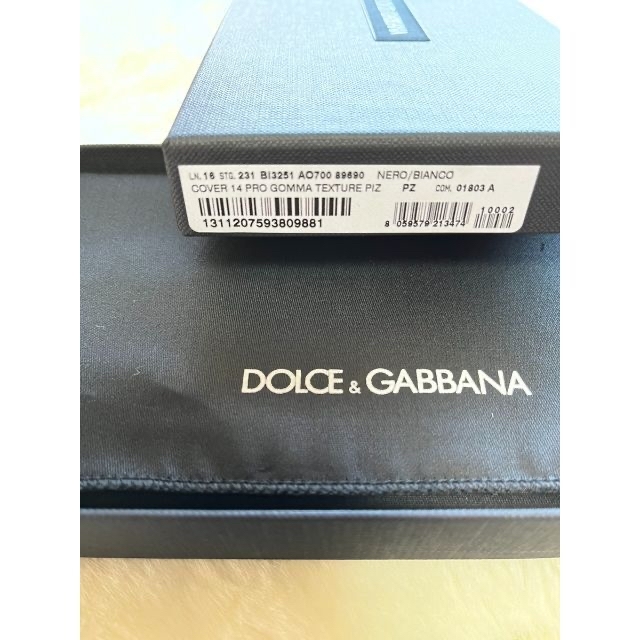 LN. 16 STG. 231 BI3251 AO700 89690 NERO/BIANCO
COVER 14 PRO GOMMA TEXTURE PIZ PZ COM. 01803 A
10002
1311207593809881
8 059579 213474
DOLCE & GABBANA